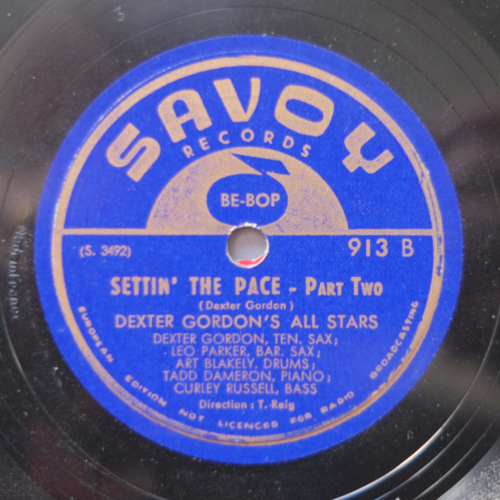 SAVOY
RECORDS
BE-BOP
(S. 3492)
913 B
SETTIN' THE PACE - PART TWO
(Dexter Gordon)
DEXTER GORDON'S ALL STARS
DEXTER GORDON, TEN. SAX;
LEO PARKER, BAR. SAX;
ART BLAKELY, DRUMS;
TADD DAMERON, PIANO;
CURLEY RUSSELL, BASS
Direction : T.-Reig
EUROPEAN EDITION NOT LICENCED FOR RADIO BROADCASTING